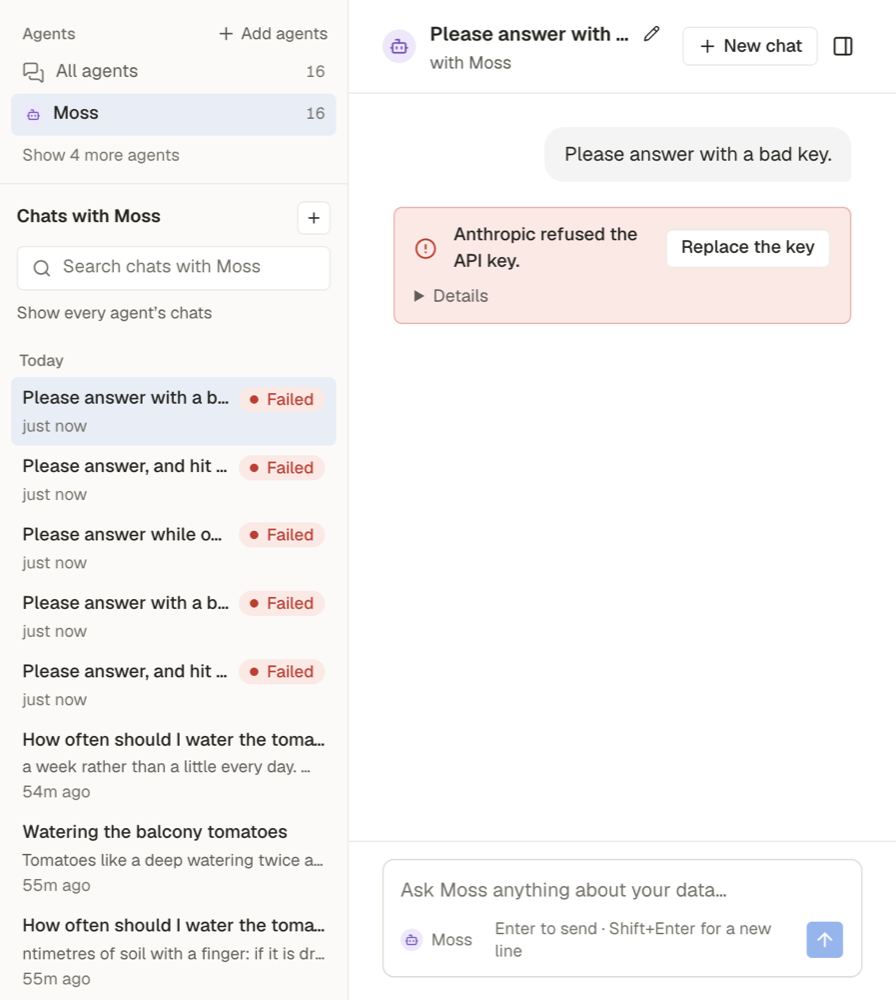 Agents
Add agents
All agents
16
Moss
16
Show 4 more agents
Chats with Moss
Search chats with Moss
Show every agent's chats
Today
Please answer with a b...
Failed
just now
Please answer, and hit ...
Failed
just now
Please answer while o...
Failed
just now
Please answer with a b...
Failed
just now
Please answer, and hit ...
Failed
just now
How often should I water the toma...
a week rather than a little every day. ...
54m ago
Watering the balcony tomatoes
Tomatoes like a deep watering twice a...
55m ago
How often should I water the toma...
ntimetres of soil with a finger: if it is dr...
55m ago
Please answer with ...
with Moss
New chat
Please answer with a bad key.
Anthropic refused the
API key.
Replace the key
Details
Ask Moss anything about your data...
Moss
Enter to send · Shift+Enter for a new
line